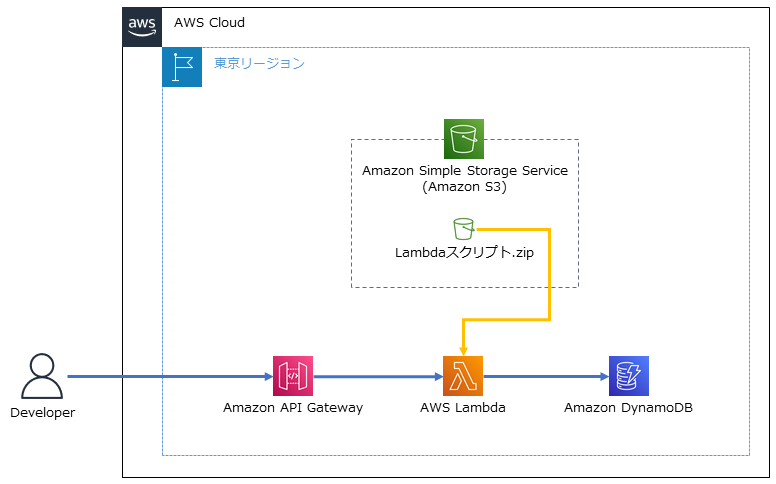 aws
AWS Cloud
東京リージョン
Amazon Simple Storage Service
(Amazon S3)
Lambdaスクリプト.zip
Developer
Amazon API Gateway
AWS Lambda
Amazon DynamoDB